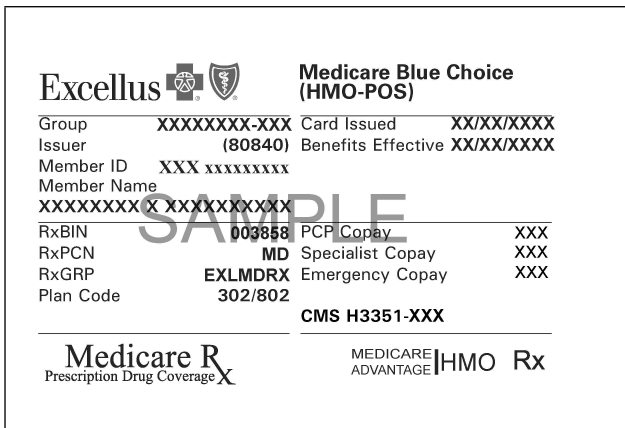 Excellus
Medicare Blue Choice
(HMO-POS)
Group XXXXXXXX-XXX
Issuer (80840)
Member ID XXX xxxxxxxxx
Member Name
XXXXXXXX X XXXXXXXXXX
Card Issued XX/XX/XXXX
Benefits Effective XX/XX/XXXX
SAMPLE
RxBIN 003858
RxPCN MD
RxGRP EXLMDRX
Plan Code 302/802
PCP Copay XXX
Specialist Copay XXX
Emergency Copay XXX
CMS H3351-XXX
Medicare Rx
Prescription Drug Coverage
MEDICARE
ADVANTAGE HMO Rx